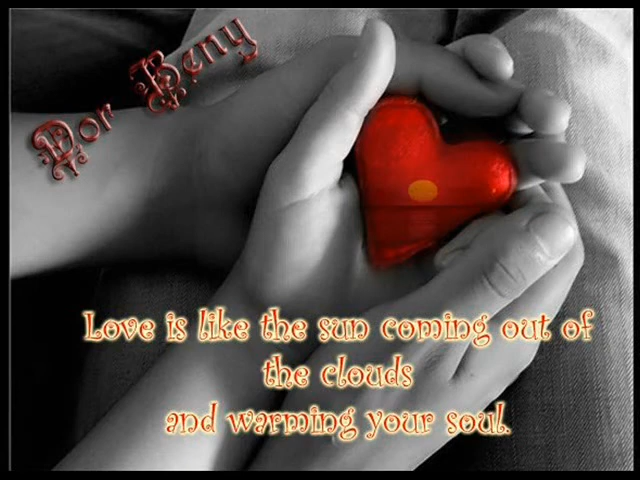 Por Beny
Love is like the sun coming out of
the clouds
and warming your soul.